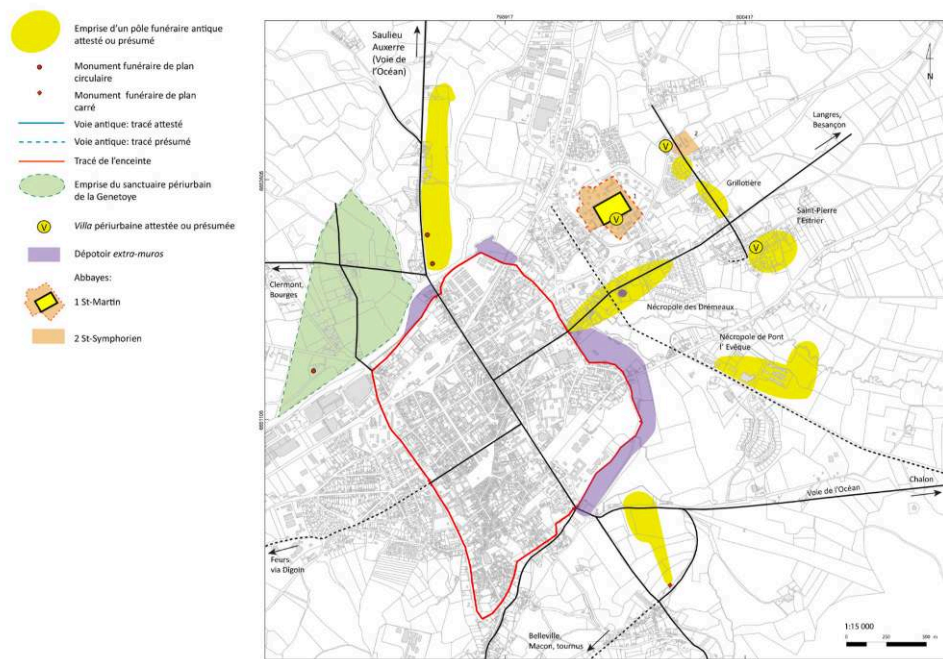 Emprise d'un pôle funéraire antique
attesté ou présumé
Monument funéraire de plan
circulaire
Monument funéraire de plan
carré
Voie antique: tracé attesté
Voie antique: tracé présumé
Tracé de l'enceinte
Emprise du sanctuaire périurbain
de la Genetoye
V
Villa périurbaine attestée ou présumée
Dépotoir extra-muros
Abbayes:
1 St-Martin
2 St-Symphorien
Saulieu
Auxerre
(Voie de
l'Océan)
N
Langres,
Besançon
V
2
Grillotière
V
Saint-Pierre
l'Estrier
V
Clermont,
Bourges
Nécropole des Drémeaux
Nécropole de Pont
l' Evêque
Voie de l'Océan
Chalon
Feurs
via Digoin
Belleville,
Macon, tournus
1:15 000
0 250 500 m